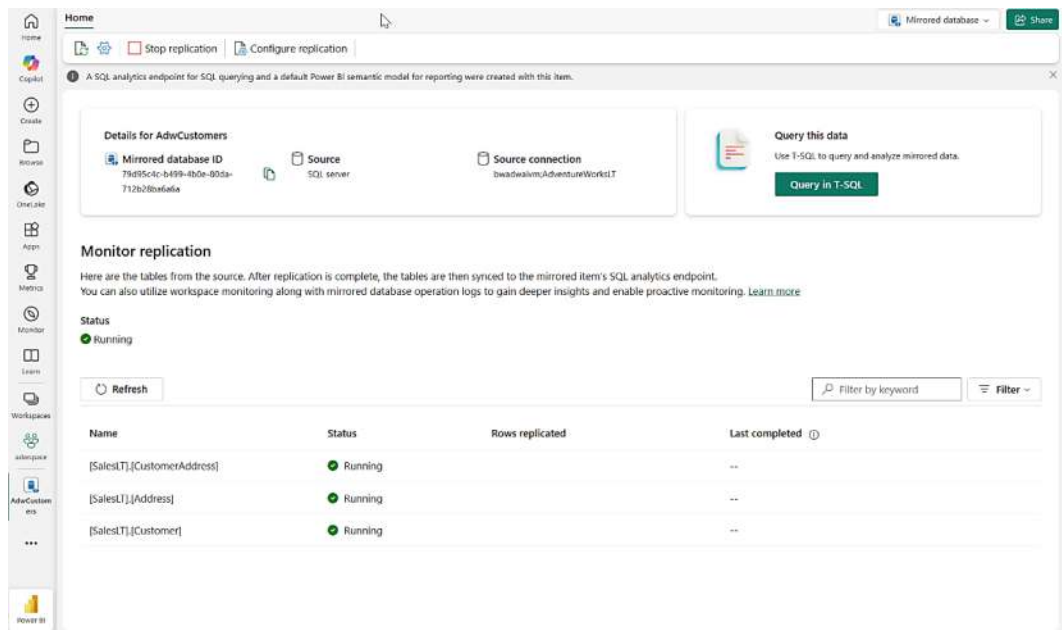 Home
Mirored database
Share
Stop replication
Configure replication
A SQL analytics endpoint for SQL querying and a default Power BI semantic model for reporting were created with this item.
Home
Copilot
Create
Browse
OneLake
Apps
Metrics
Monitor
Learn
Workspaces
AdwCustom
ers
Power BI
Details for AdwCustomers
Mirrored database ID
79d95c4c-b499-4b0e-80da-
712b28ba6a6a
Source
SQL server
Source connection
bwadwaivm;AdventureWorksLT
Query this data
Use T-SQL to query and analyze mirrored data.
Query in T-SQL
Monitor replication
Here are the tables from the source. After replication is complete, the tables are then synced to the mirrored item's SQL analytics endpoint.
You can also utilize workspace monitoring along with mirrored database operation logs to gain deeper insights and enable proactive monitoring. Learn more
Status
Running
Refresh
Filter by keyword
Filter
Name Status Rows replicated Last completed
[SalesLT].[CustomerAddress] Running --
[SalesLT].[Address] Running --
[SalesLT].[Customer] Running --